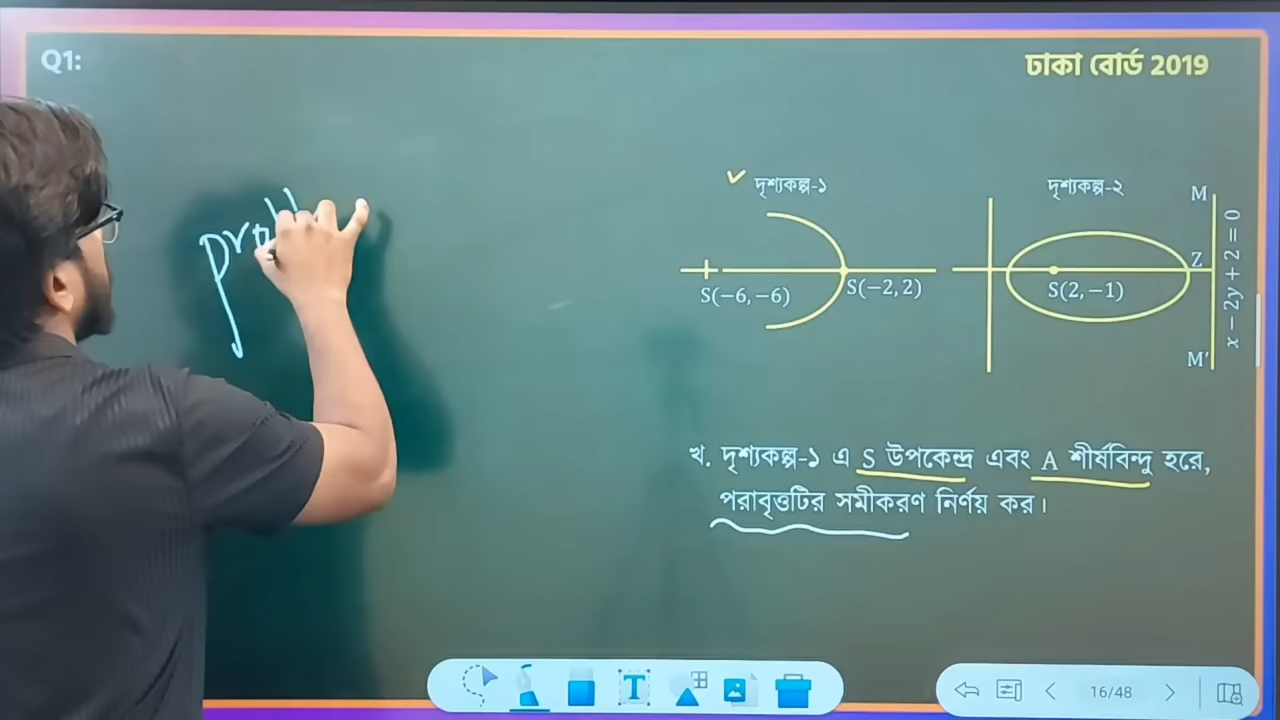 Q1:
ঢাকা বোর্ড 2019
দৃশ্যকল্প-১
দৃশ্যকল্প-২
S(−6, −6)
S(−2, 2)
S(2, −1)
M
Z
M′
x − 2y + 2 = 0
খ. দৃশ্যকল্প-১ এ S উপকেন্দ্র এবং A শীর্ষবিন্দু হরে,
পরাবৃত্তটির সমীকরণ নির্ণয় কর।
T
16/48